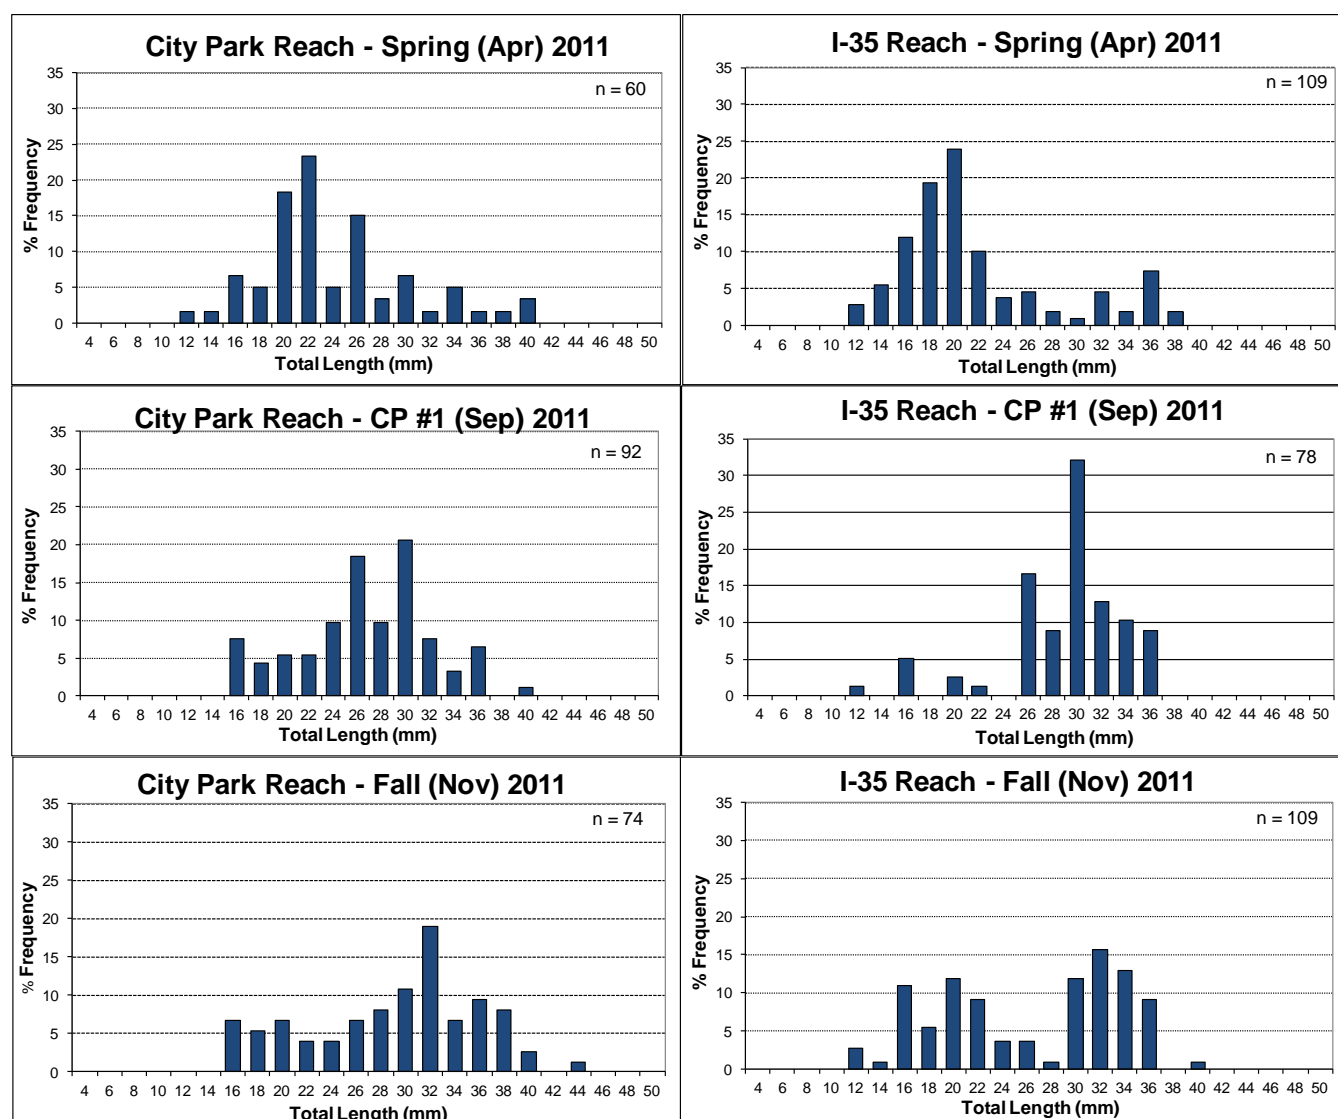 City Park Reach - Spring (Apr) 2011
n = 60
% Frequency
35
30
25
20
15
10
5
0
4 6 8 10 12 14 16 18 20 22 24 26 28 30 32 34 36 38 40 42 44 46 48 50
Total Length (mm)
I-35 Reach - Spring (Apr) 2011
n = 109
% Frequency
35
30
25
20
15
10
5
0
4 6 8 10 12 14 16 18 20 22 24 26 28 30 32 34 36 38 40 42 44 46 48 50
Total Length (mm)
City Park Reach - CP #1 (Sep) 2011
n = 92
% Frequency
35
30
25
20
15
10
5
0
4 6 8 10 12 14 16 18 20 22 24 26 28 30 32 34 36 38 40 42 44 46 48 50
Total Length (mm)
I-35 Reach - CP #1 (Sep) 2011
n = 78
% Frequency
35
30
25
20
15
10
5
0
4 6 8 10 12 14 16 18 20 22 24 26 28 30 32 34 36 38 40 42 44 46 48 50
Total Length (mm)
City Park Reach - Fall (Nov) 2011
n = 74
% Frequency
35
30
25
20
15
10
5
0
4 6 8 10 12 14 16 18 20 22 24 26 28 30 32 34 36 38 40 42 44 46 48 50
Total Length (mm)
I-35 Reach - Fall (Nov) 2011
n = 109
% Frequency
35
30
25
20
15
10
5
0
4 6 8 10 12 14 16 18 20 22 24 26 28 30 32 34 36 38 40 42 44 46 48 50
Total Length (mm)